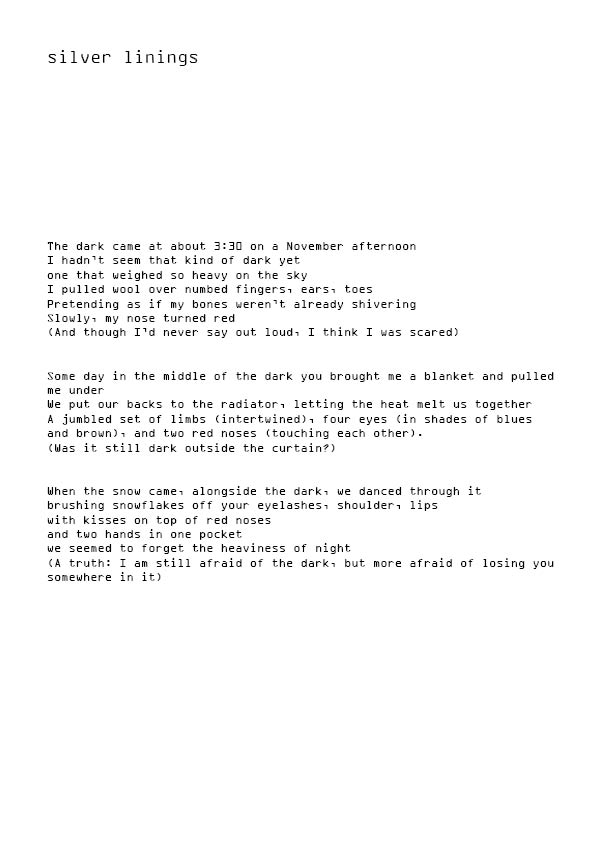 silver linings
The dark came at about 3:30 on a November afternoon
I hadn't seem that kind of dark yet
one that weighed so heavy on the sky
I pulled wool over numbed fingers, ears, toes
Pretending as if my bones weren't already shivering
Slowly, my nose turned red
(And though I'd never say out loud, I think I was scared)
Some day in the middle of the dark you brought me a blanket and pulled
me under
We put our backs to the radiator, letting the heat melt us together
A jumbled set of limbs (intertwined), four eyes (in shades of blues
and brown), and two red noses (touching each other).
(Was it still dark outside the curtain?)
When the snow came, alongside the dark, we danced through it
brushing snowflakes off your eyelashes, shoulder, lips
with kisses on top of red noses
and two hands in one pocket
we seemed to forget the heaviness of night
(A truth: I am still afraid of the dark, but more afraid of losing you
somewhere in it)